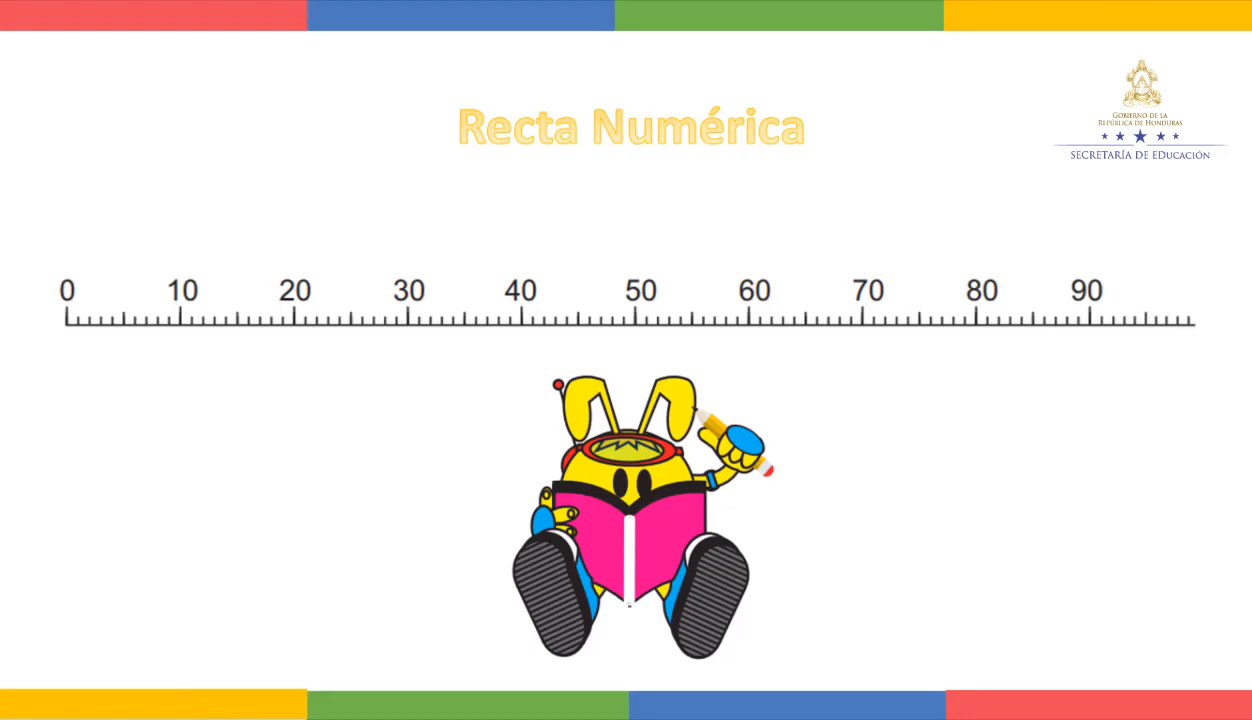 Recta Numérica
GOBIERNO DE LA
REPÚBLICA DE HONDURAS
SECRETARÍA DE EDUCACIÓN
0 10 20 30 40 50 60 70 80 90